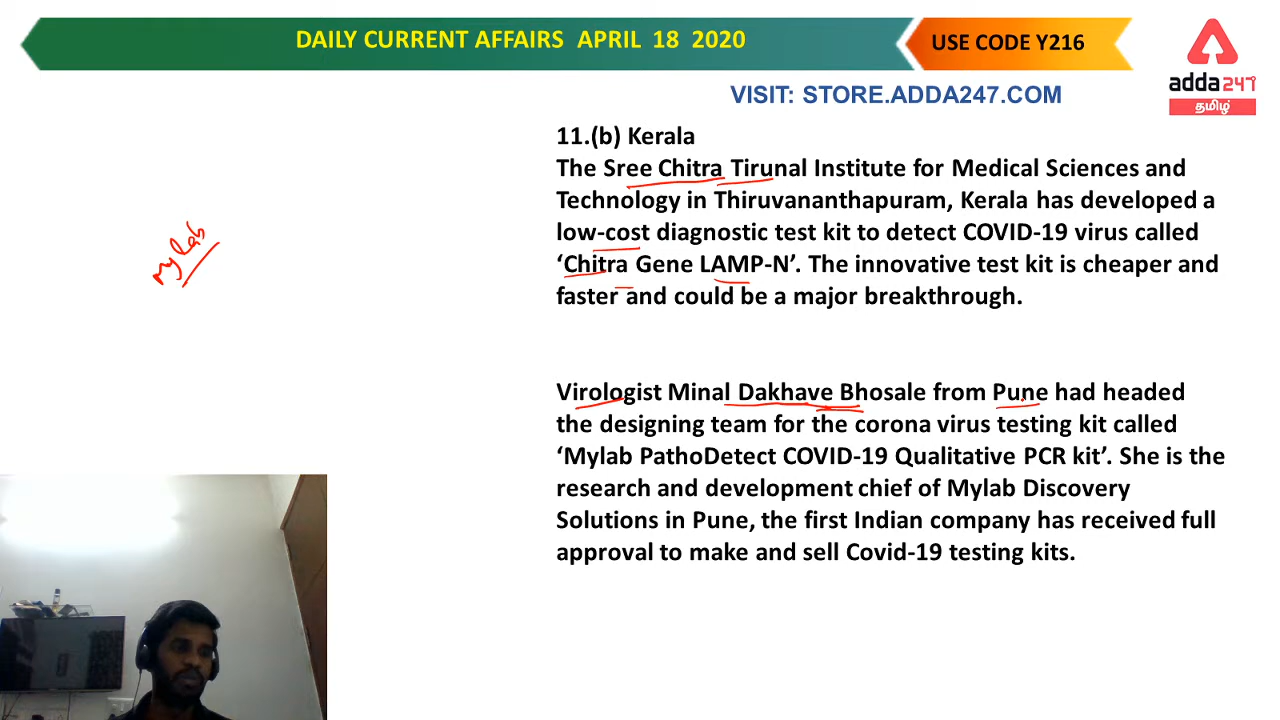 DAILY CURRENT AFFAIRS APRIL 18 2020
USE CODE Y216
adda247
தமிழ்
VISIT: STORE.ADDA247.COM
11.(b) Kerala
The Sree Chitra Tirunal Institute for Medical Sciences and
Technology in Thiruvananthapuram, Kerala has developed a
low-cost diagnostic test kit to detect COVID-19 virus called
‘Chitra Gene LAMP-N’. The innovative test kit is cheaper and
faster and could be a major breakthrough.
Mylab
Virologist Minal Dakhave Bhosale from Pune had headed
the designing team for the corona virus testing kit called
‘Mylab PathoDetect COVID-19 Qualitative PCR kit’. She is the
research and development chief of Mylab Discovery
Solutions in Pune, the first Indian company has received full
approval to make and sell Covid-19 testing kits.